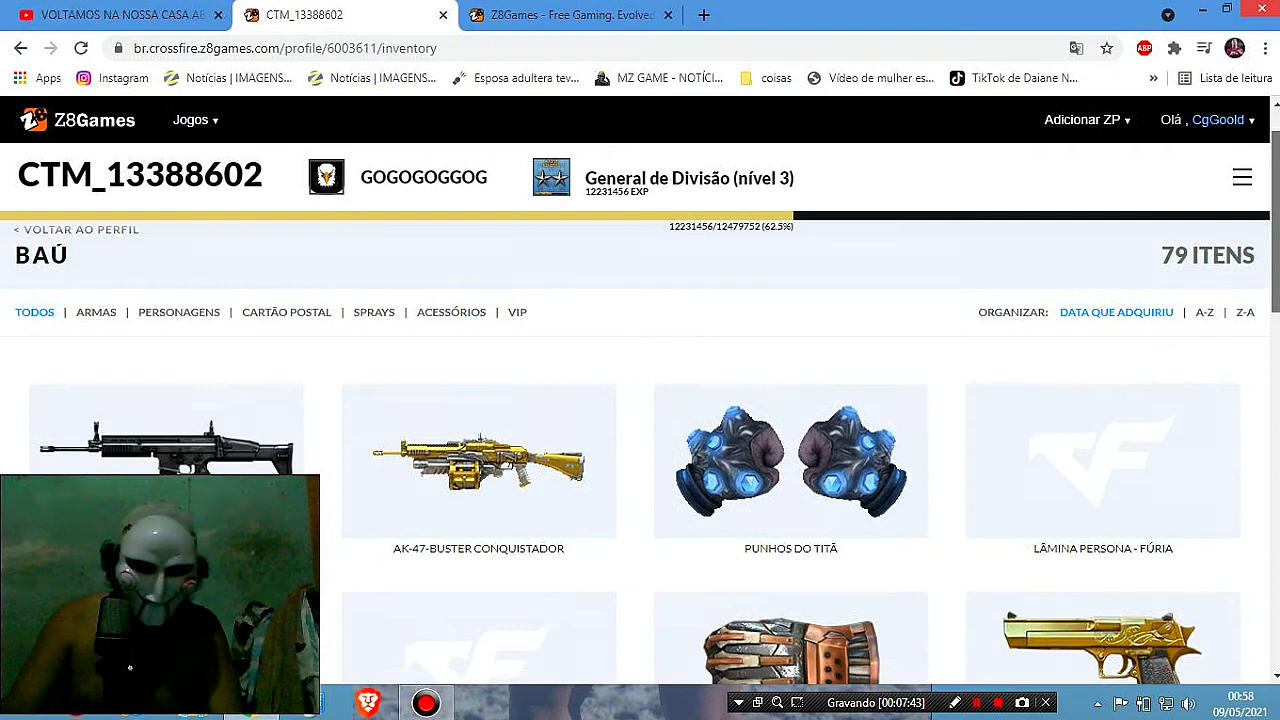 VOLTAMOS NA NOSSA CASA.AB
CTM_13388602
Z8Games - Free Gaming. Evolved
br.crossfire.z8games.com/profile/6003611/inventory
ABP
Apps
Instagram
Notícias | IMAGENS...
Notícias | IMAGENS...
Esposa adultera tev...
MZ GAME - NOTÍCI...
coisas
Vídeo de mulher es...
TikTok de Daiane N...
»
Lista de leitura
Z8Games
Jogos ▾
Adicionar ZP ▾
Olá , CgGoold ▾
CTM_13388602
GOGOGOGGOG
General de Divisão (nível 3)
12231456 EXP
12231456/12479752 (62.5%)
< VOLTAR AO PERFIL
BAÚ
79 ITENS
TODOS | ARMAS | PERSONAGENS | CARTÃO POSTAL | SPRAYS | ACESSÓRIOS | VIP
ORGANIZAR: DATA QUE ADQUIRIU | A-Z | Z-A
AK-47-BUSTER CONQUISTADOR
PUNHOS DO TITÃ
LÂMINA PERSONA - FÚRIA
Gravando [00:07:43]
00:58
09/05/2021